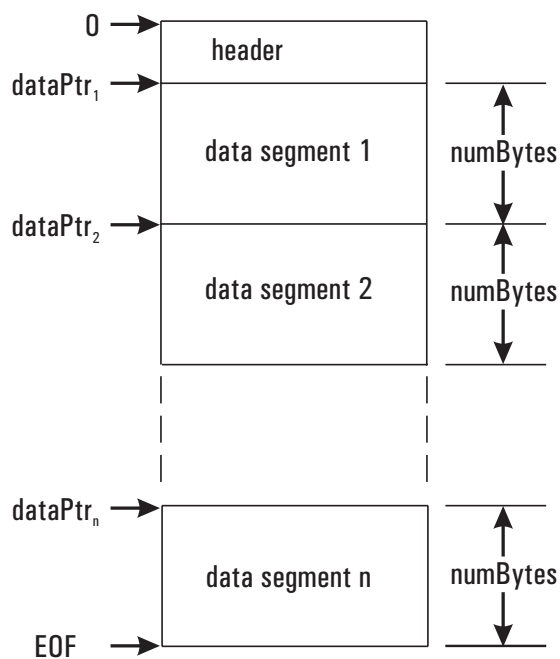 0
header
dataPtr₁
data segment 1
numBytes
dataPtr₂
data segment 2
numBytes
dataPtrₙ
data segment n
numBytes
EOF